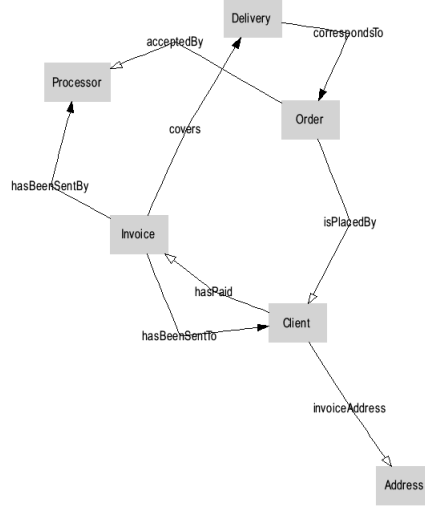 Delivery
acceptedBy
correspondsTo
Processor
Order
covers
hasBeenSentBy
Invoice
isPlacedBy
hasPaid
Client
hasBeenSentTo
invoiceAddress
Address